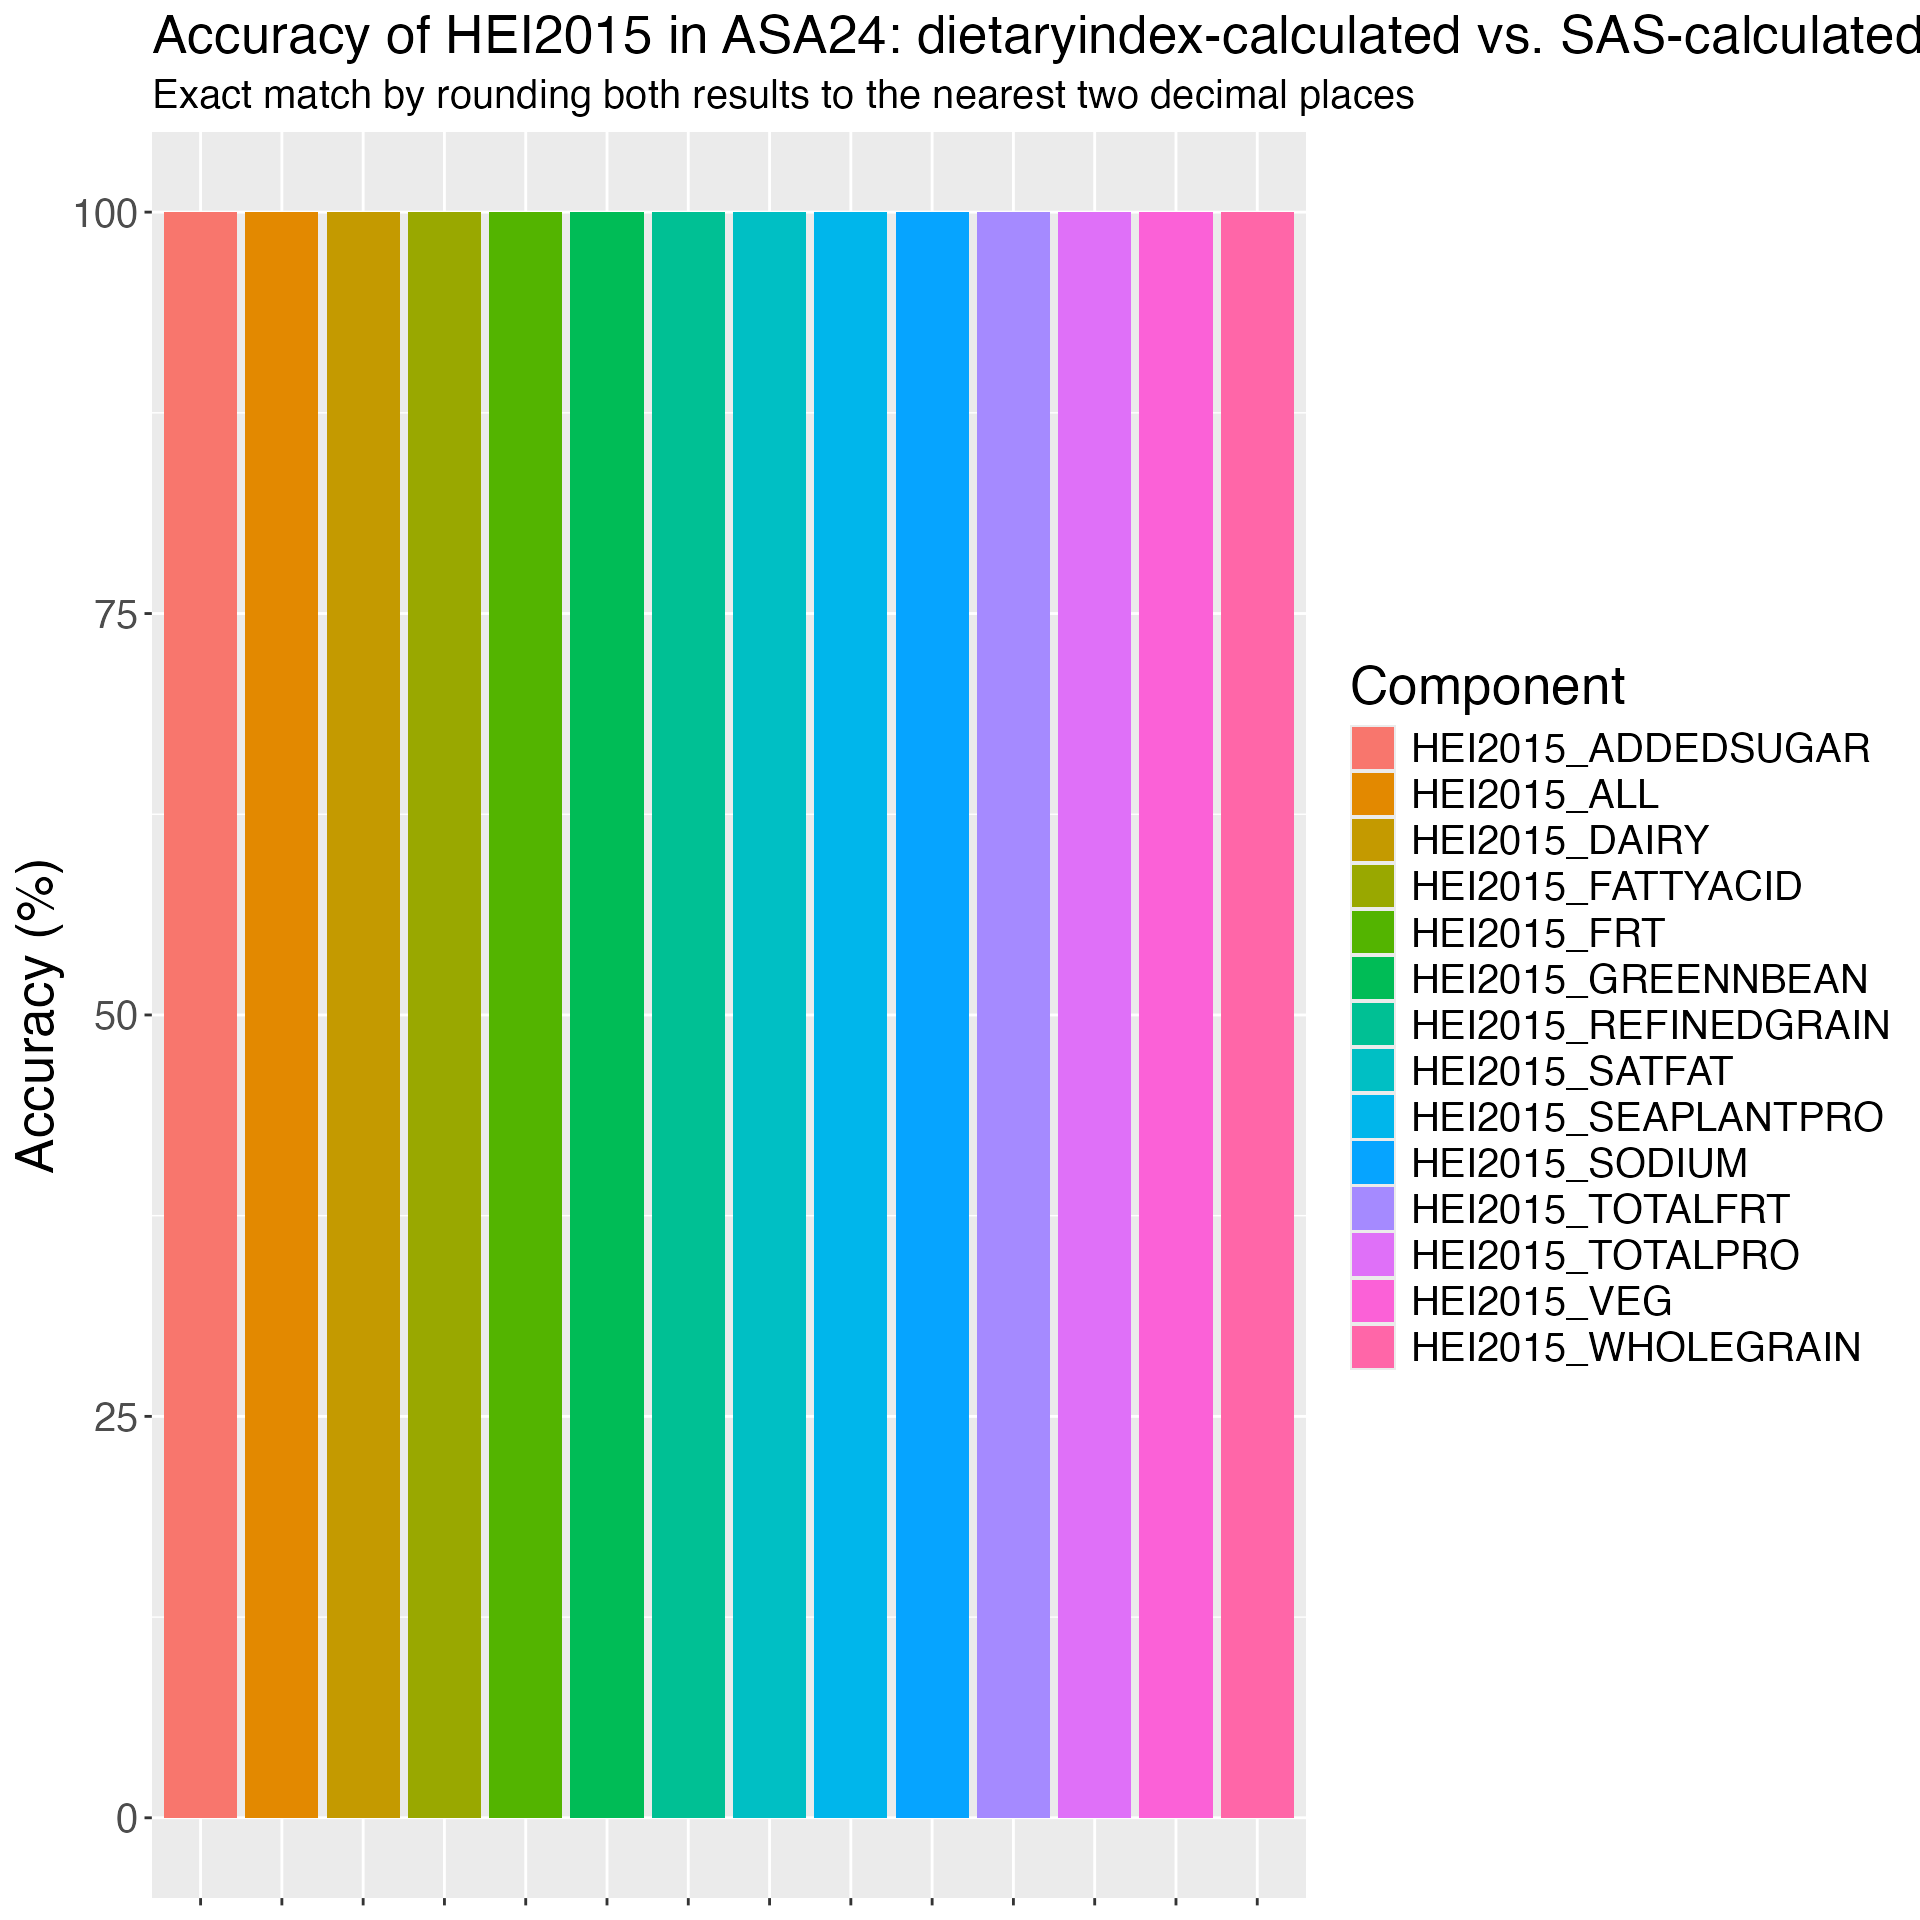 Accuracy of HEI2015 in ASA24: dietaryindex-calculated vs. SAS-calculated
Exact match by rounding both results to the nearest two decimal places
100
75
50
25
0
Accuracy (%)
Component
HEI2015_ADDEDSUGAR
HEI2015_ALL
HEI2015_DAIRY
HEI2015_FATTYACID
HEI2015_FRT
HEI2015_GREENNBEAN
HEI2015_REFINEDGRAIN
HEI2015_SATFAT
HEI2015_SEAPLANTPRO
HEI2015_SODIUM
HEI2015_TOTALFRT
HEI2015_TOTALPRO
HEI2015_VEG
HEI2015_WHOLEGRAIN